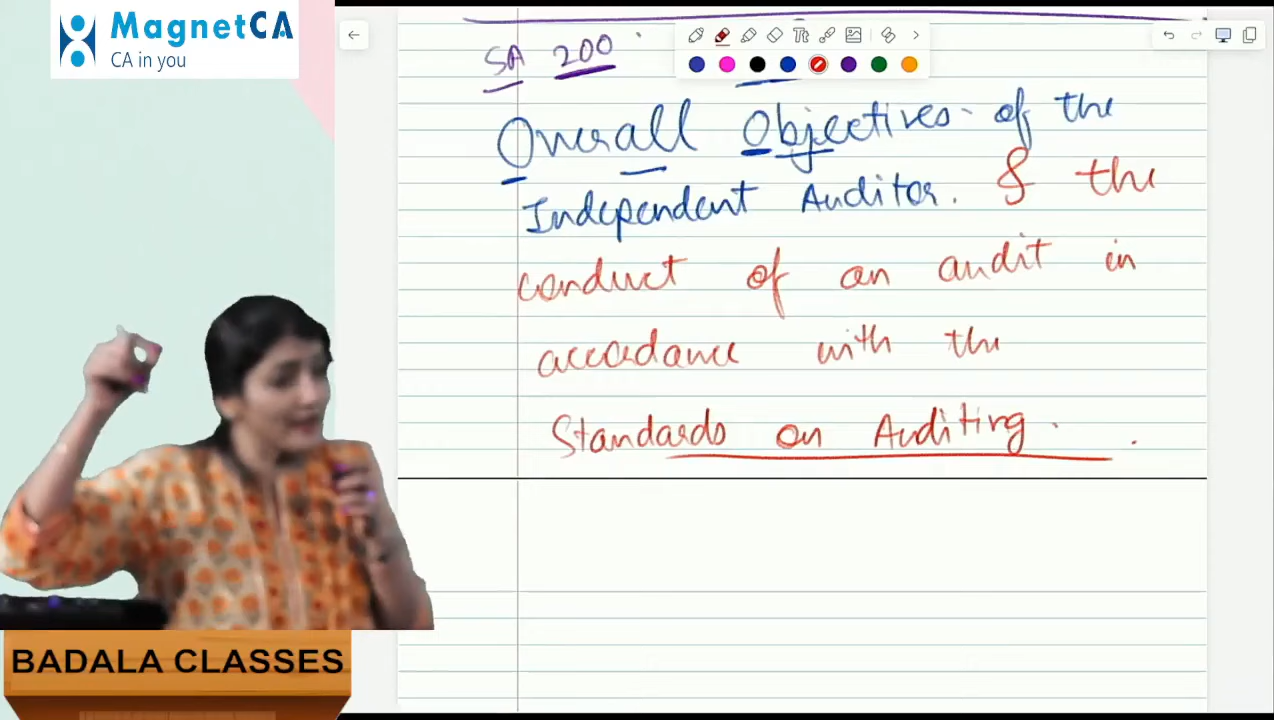 MagnetCA
CA in you
SA 200
Overall Objectives of the
Independent Auditor. & the
conduct of an audit in
accordance with the
Standards on Auditing.
BADALA CLASSES